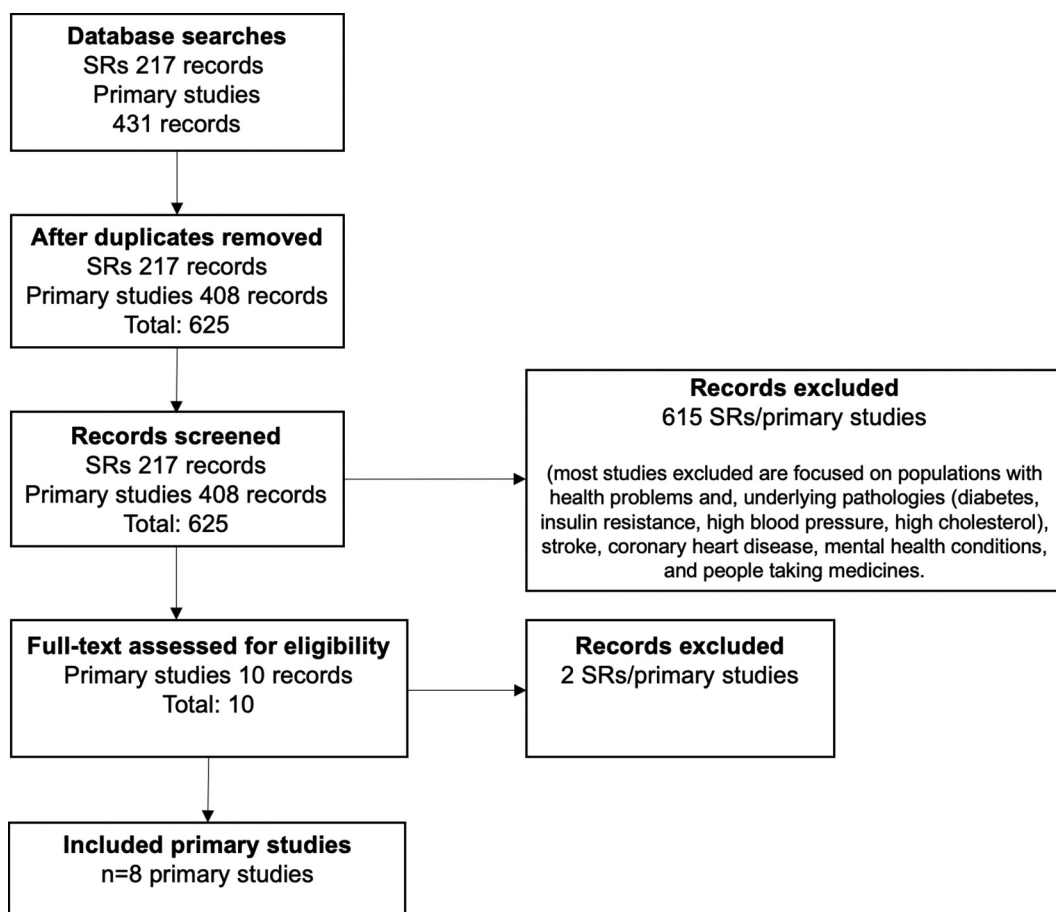 Database searches
SRs 217 records
Primary studies
431 records
After duplicates removed
SRs 217 records
Primary studies 408 records
Total: 625
Records screened
SRs 217 records
Primary studies 408 records
Total: 625
Records excluded
615 SRs/primary studies
(most studies excluded are focused on populations with
health problems and, underlying pathologies (diabetes,
insulin resistance, high blood pressure, high cholesterol),
stroke, coronary heart disease, mental health conditions,
and people taking medicines.
Full-text assessed for eligibility
Primary studies 10 records
Total: 10
Records excluded
2 SRs/primary studies
Included primary studies
n=8 primary studies